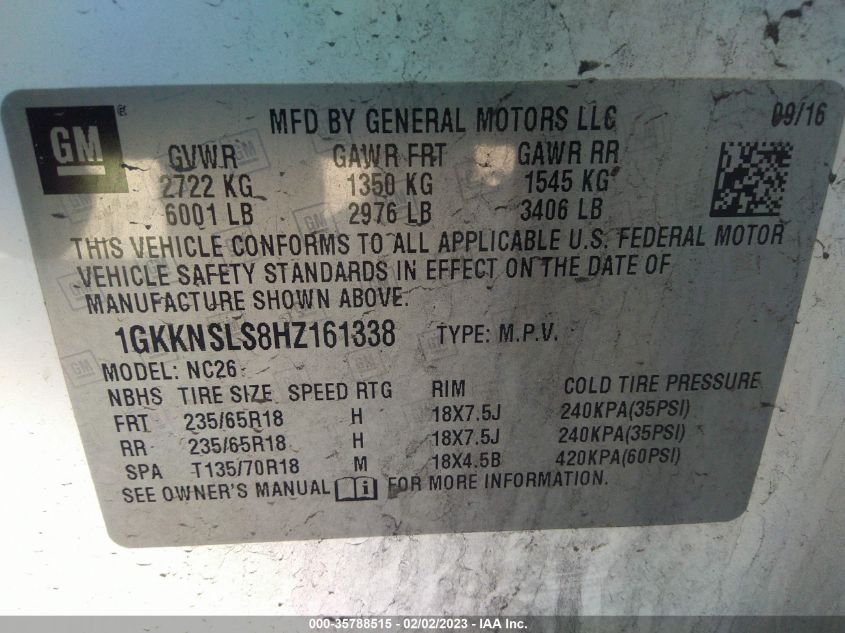 GM
MFD BY GENERAL MOTORS LLC 09/16
GVWR GAWR FRT GAWR RR
2722 KG 1350 KG 1545 KG
6001 LB 2976 LB 3406 LB
THIS VEHICLE CONFORMS TO ALL APPLICABLE U.S. FEDERAL MOTOR
VEHICLE SAFETY STANDARDS IN EFFECT ON THE DATE OF
MANUFACTURE SHOWN ABOVE.
1GKKNSLS8HZ161338 TYPE: M.P.V.
MODEL: NC26
NBHS TIRE SIZE SPEED RTG RIM COLD TIRE PRESSURE
FRT 235/65R18 H 18X7.5J 240KPA(35PSI)
RR 235/65R18 H 18X7.5J 240KPA(35PSI)
SPA T135/70R18 M 18X4.5B 420KPA(60PSI)
SEE OWNER'S MANUAL i FOR MORE INFORMATION.
000-35788515 - 02/02/2023 - IAA Inc.